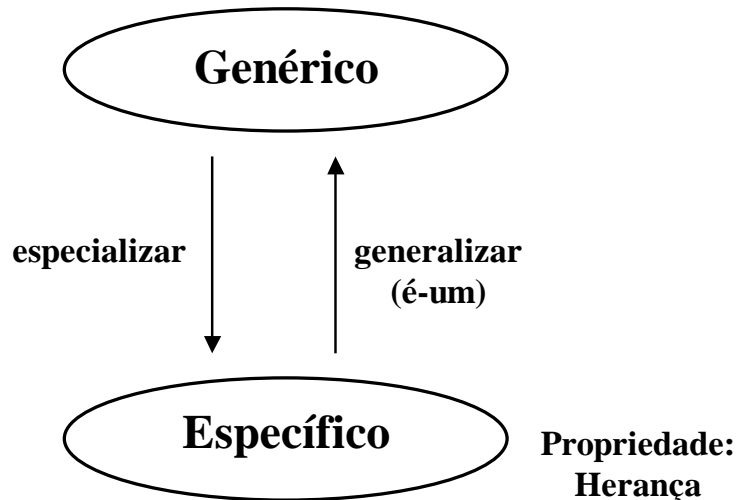 Genérico
especializar
generalizar
(é-um)
Específico
Propriedade:
Herança